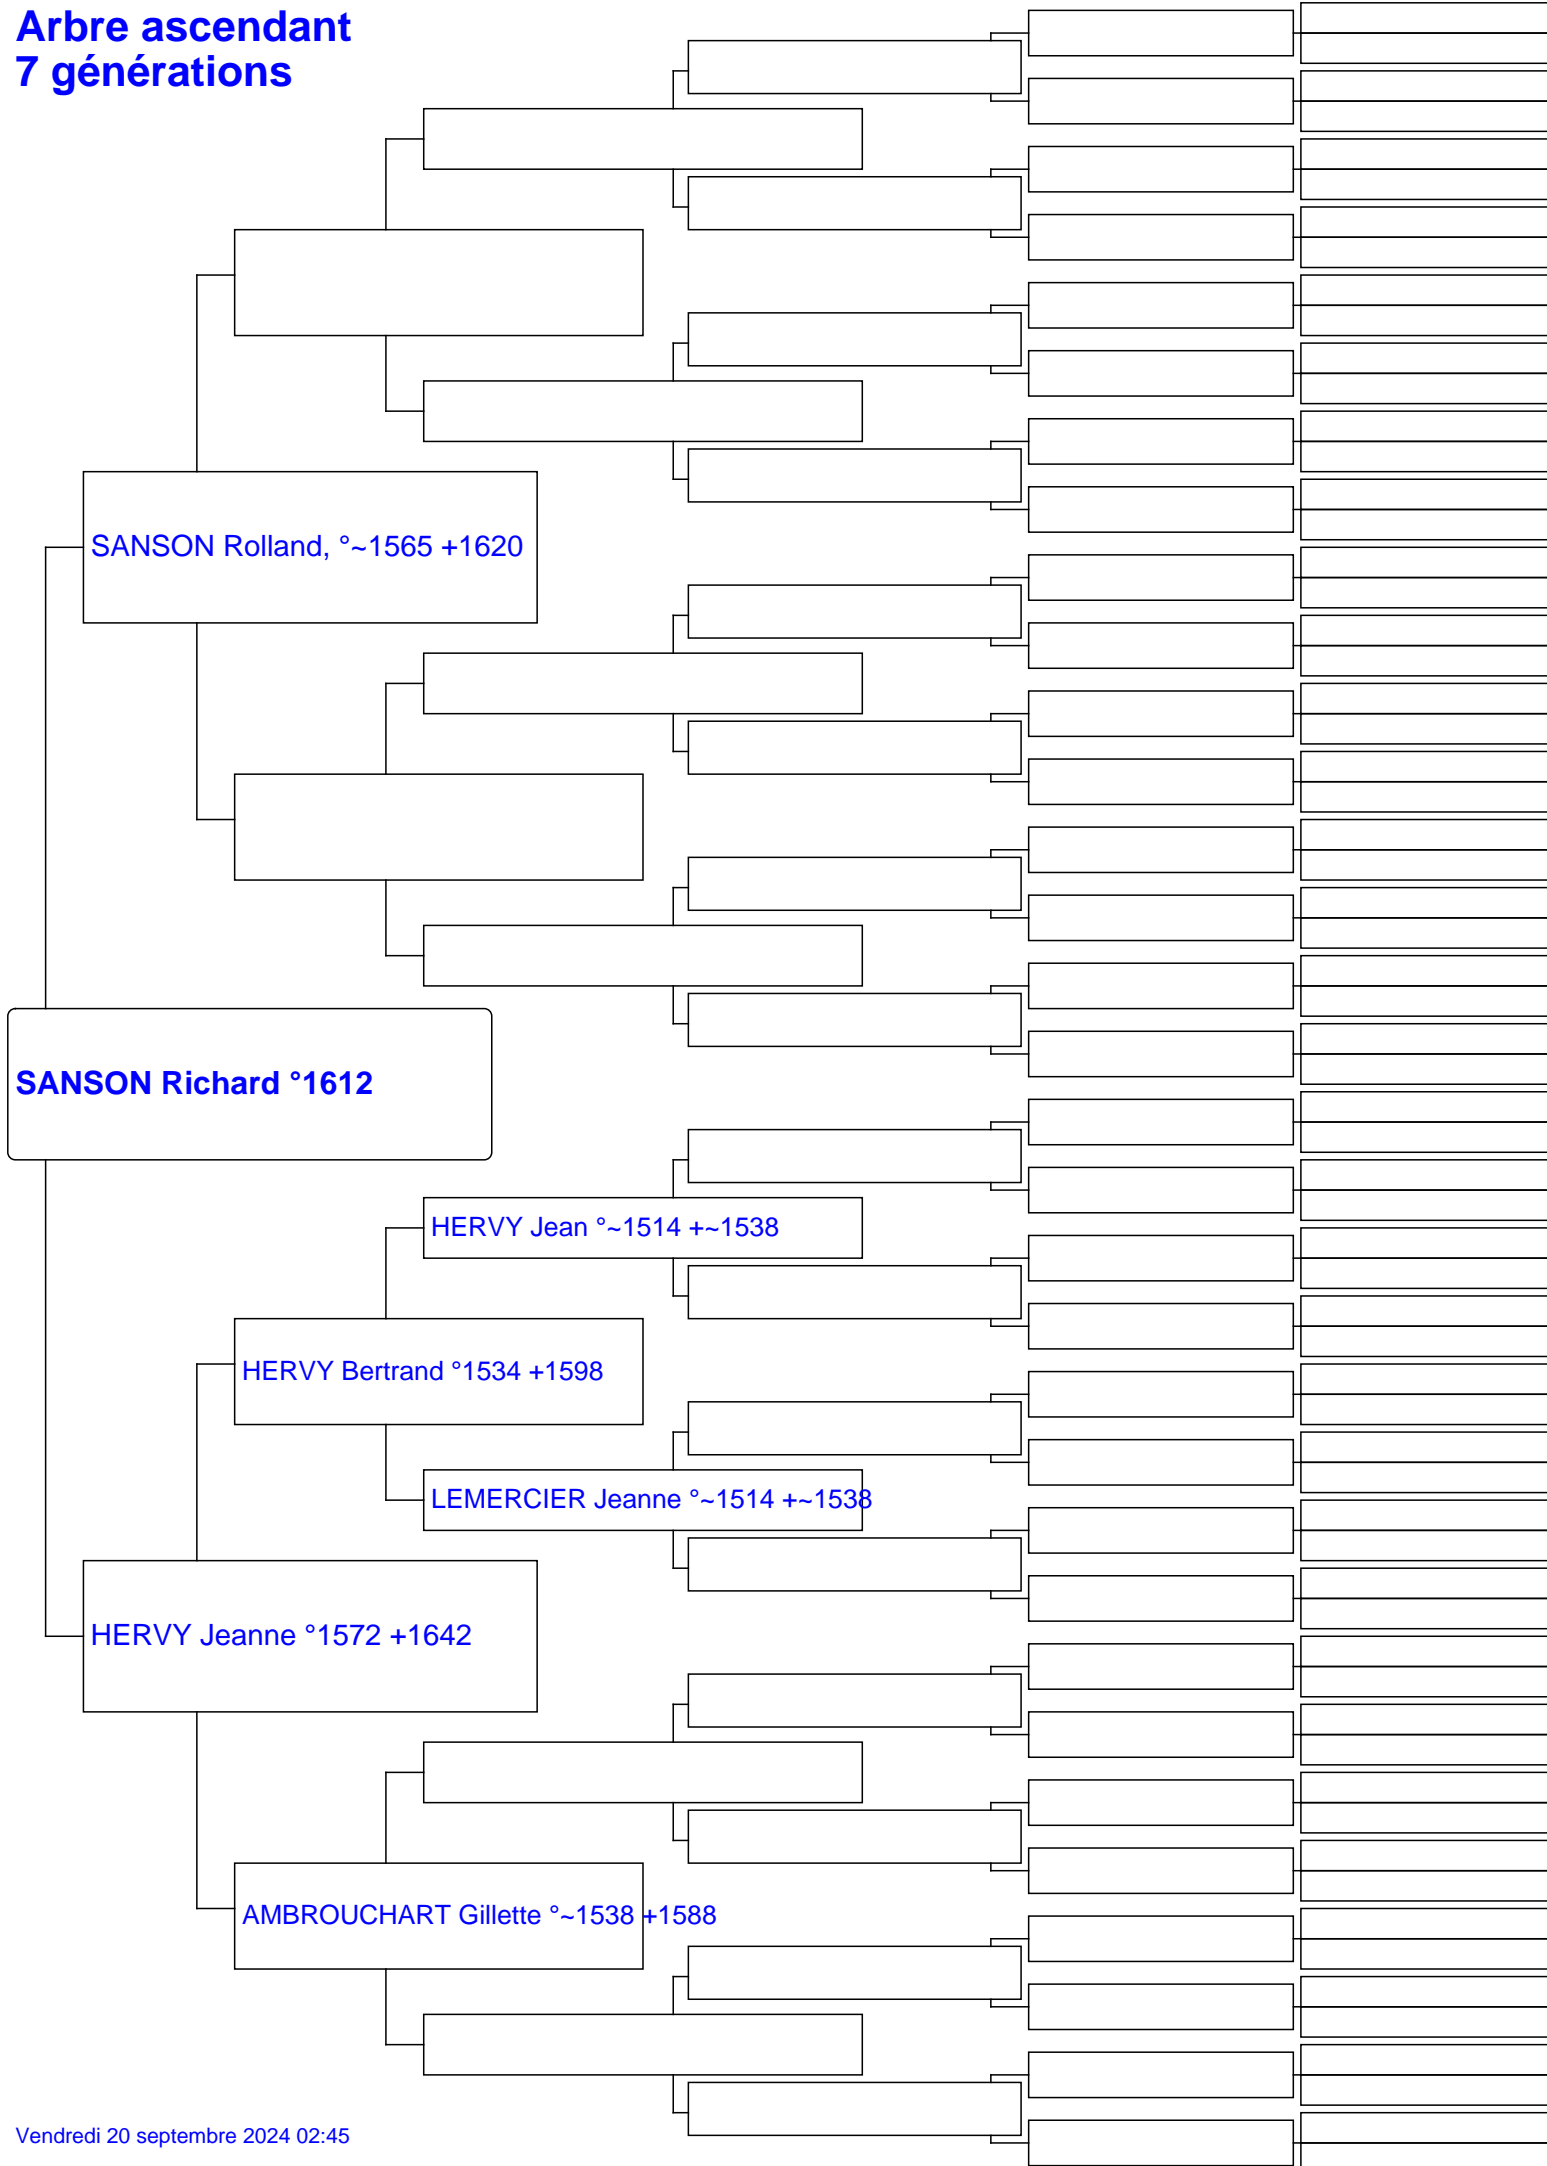 Arbre ascendant
7 générations
SANSON Rolland, °~1565 +1620
SANSON Richard °1612
HERVY Jean °~1514 +~1538
HERVY Bertrand °1534 +1598
LEMERCIER Jeanne °~1514 +~1538
HERVY Jeanne °1572 +1642
AMBROUCHART Gillette °~1538 +1588
Vendredi 20 septembre 2024 02:45